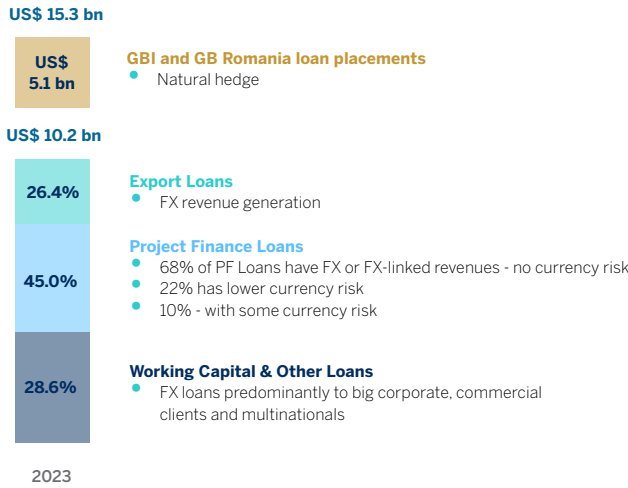 US$ 15.3 bn
US$
5.1 bn
GBI and GB Romania loan placements
Natural hedge
US$ 10.2 bn
26.4%
Export Loans
FX revenue generation
45.0%
Project Finance Loans
68% of PF Loans have FX or FX-linked revenues - no currency risk
22% has lower currency risk
10% - with some currency risk
28.6%
Working Capital & Other Loans
FX loans predominantly to big corporate, commercial
clients and multinationals
2023